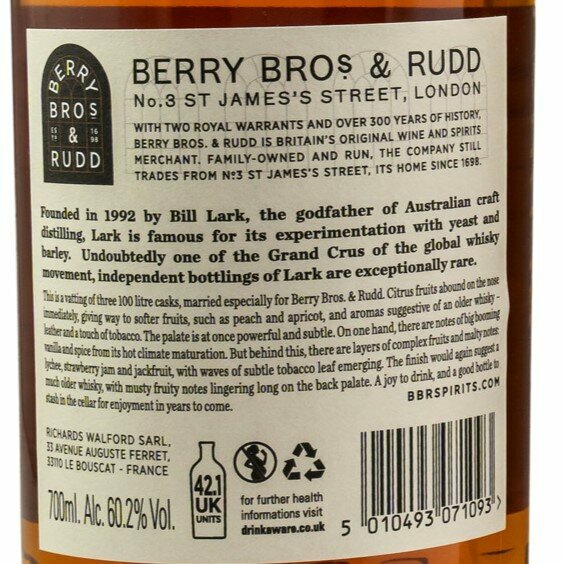 BERRY
BROS
ESTD 1698
&
RUDD
BERRY BROS & RUDD
No.3 ST JAMES'S STREET, LONDON
WITH TWO ROYAL WARRANTS AND OVER 300 YEARS OF HISTORY,
BERRY BROS. & RUDD IS BRITAIN'S ORIGINAL WINE AND SPIRITS
MERCHANT. FAMILY-OWNED AND RUN, THE COMPANY STILL
TRADES FROM No3 ST JAMES'S STREET, ITS HOME SINCE 1698.
Founded in 1992 by Bill Lark, the godfather of Australian craft
distilling, Lark is famous for its experimentation with yeast and
barley. Undoubtedly one of the Grand Crus of the global whisky
movement, independent bottlings of Lark are exceptionally rare.
This is a vatting of three 100 litre casks, married especially for Berry Bros. & Rudd. Citrus fruits abound on the nose
immediately, giving way to softer fruits, such as peach and apricot, and aromas suggestive of an older whisky –
leather and a touch of tobacco. The palate is at once powerful and subtle. On one hand, there are notes of big booming
vanilla and spice from its hot climate maturation. But behind this, there are layers of complex fruits and malty notes:
lychee, strawberry jam and jackfruit, with waves of subtle tobacco leaf emerging. The finish would again suggest a
much older whisky, with musty fruity notes lingering long on the back palate. A joy to drink, and a good bottle to
stash in the cellar for enjoyment in years to come.
BBRSPIRITS.COM
RICHARDS WALFORD SARL,
33 AVENUE AUGUSTE FERRET,
33110 LE BOUSCAT - FRANCE
700ml. Alc. 60.2% Vol.
42.1
UK
UNITS
for further health
informations visit
drinkaware.co.uk
5 010493 071093 >